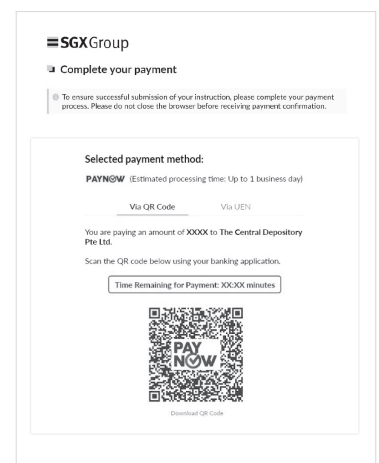 SGX Group
Complete your payment
To ensure successful submission of your instruction, please complete your payment
process. Please do not close the browser before receiving payment confirmation.
Selected payment method:
PAYNOW (Estimated processing time: Up to 1 business day)
Via QR Code Via UEN
You are paying an amount of XXXX to The Central Depository
Pte Ltd.
Scan the QR code below using your banking application.
Time Remaining for Payment: XX:XX minutes
PAY
NOW
Download QR Code